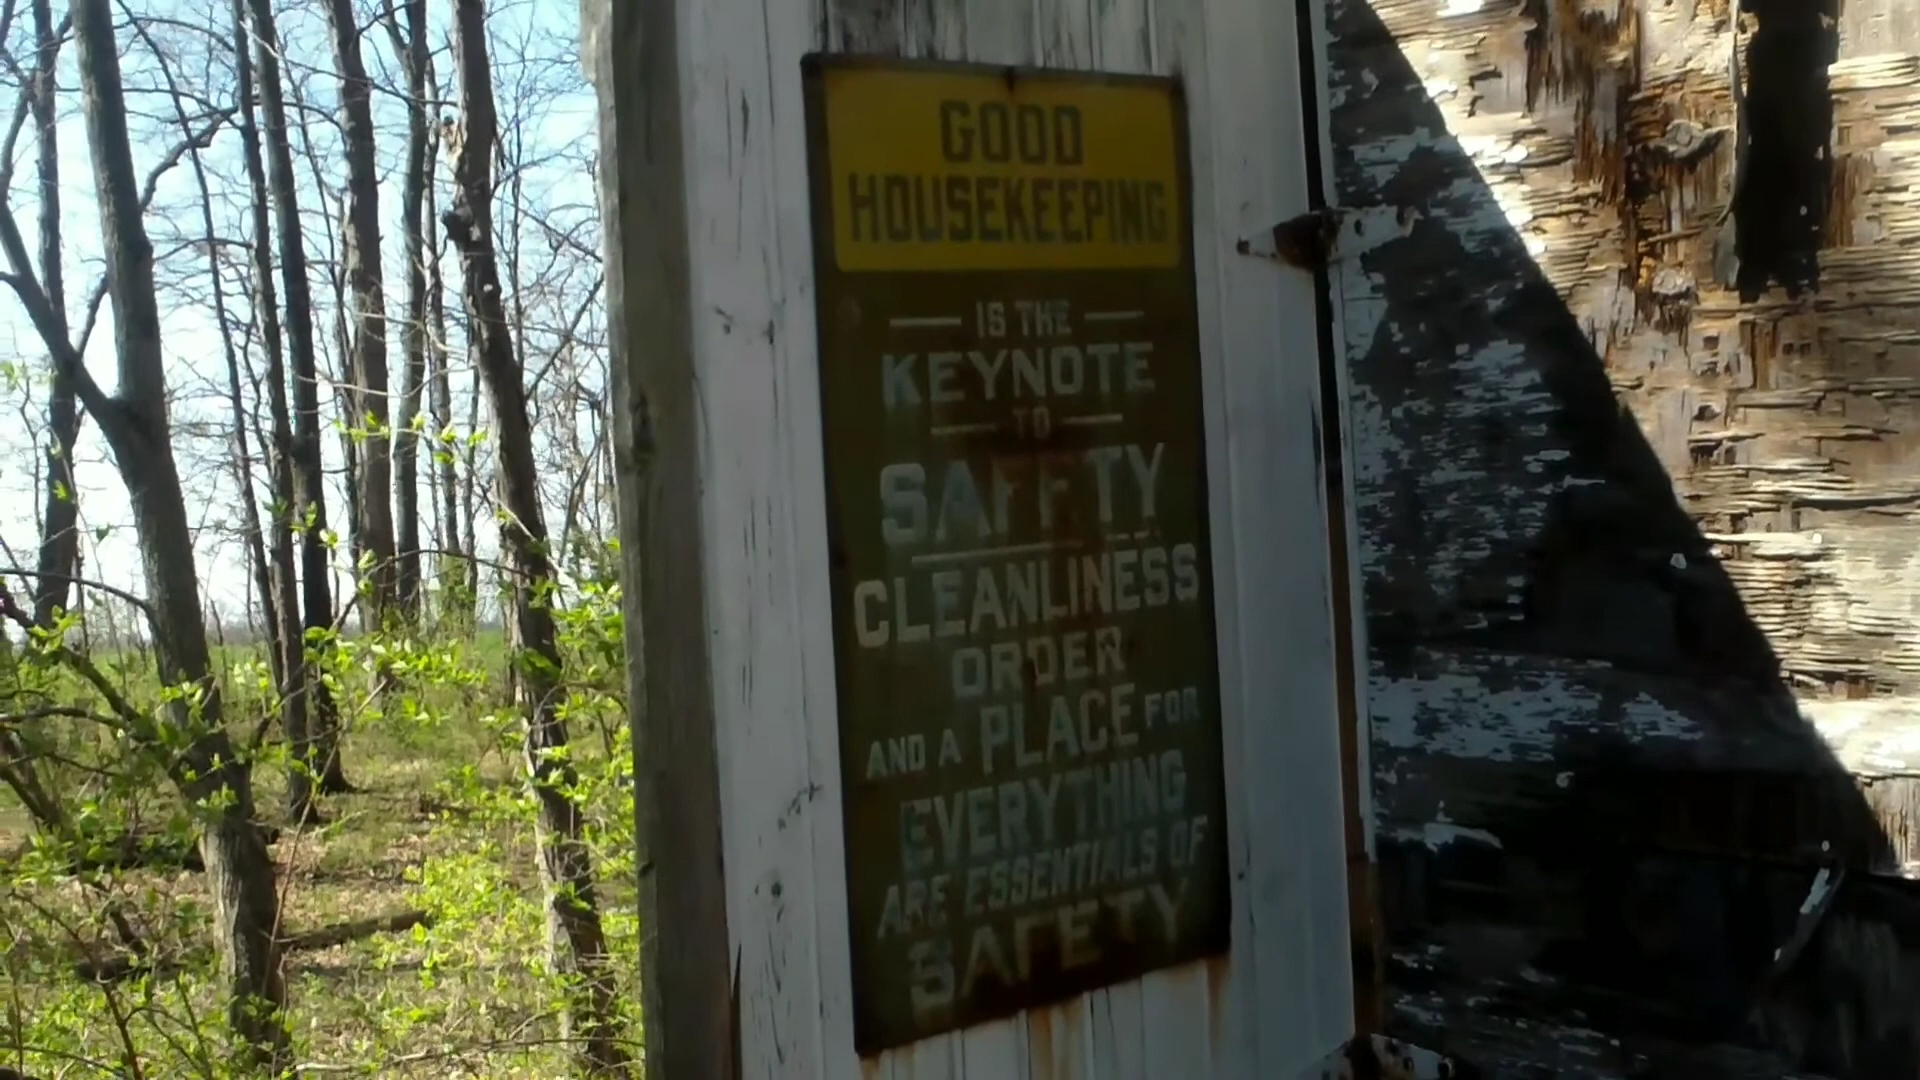 GOOD
HOUSEKEEPING
IS THE
KEYNOTE
TO
SAFETY
CLEANLINESS
ORDER
AND A PLACE FOR
EVERYTHING
ARE ESSENTIALS OF
SAFETY